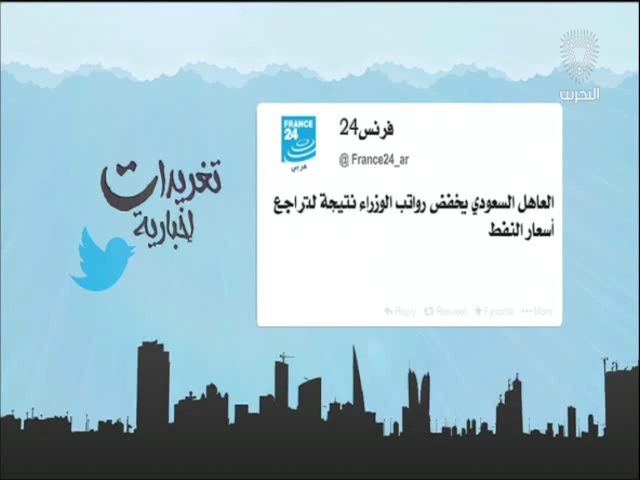 البحرين
FRANCE
24
عربي
فرنس24
@France24_ar
تغريدات
إخبارية
العاهل السعودي يخفض رواتب الوزراء نتيجة لتراجع
أسعار النفط
Reply Retweet Favorite More